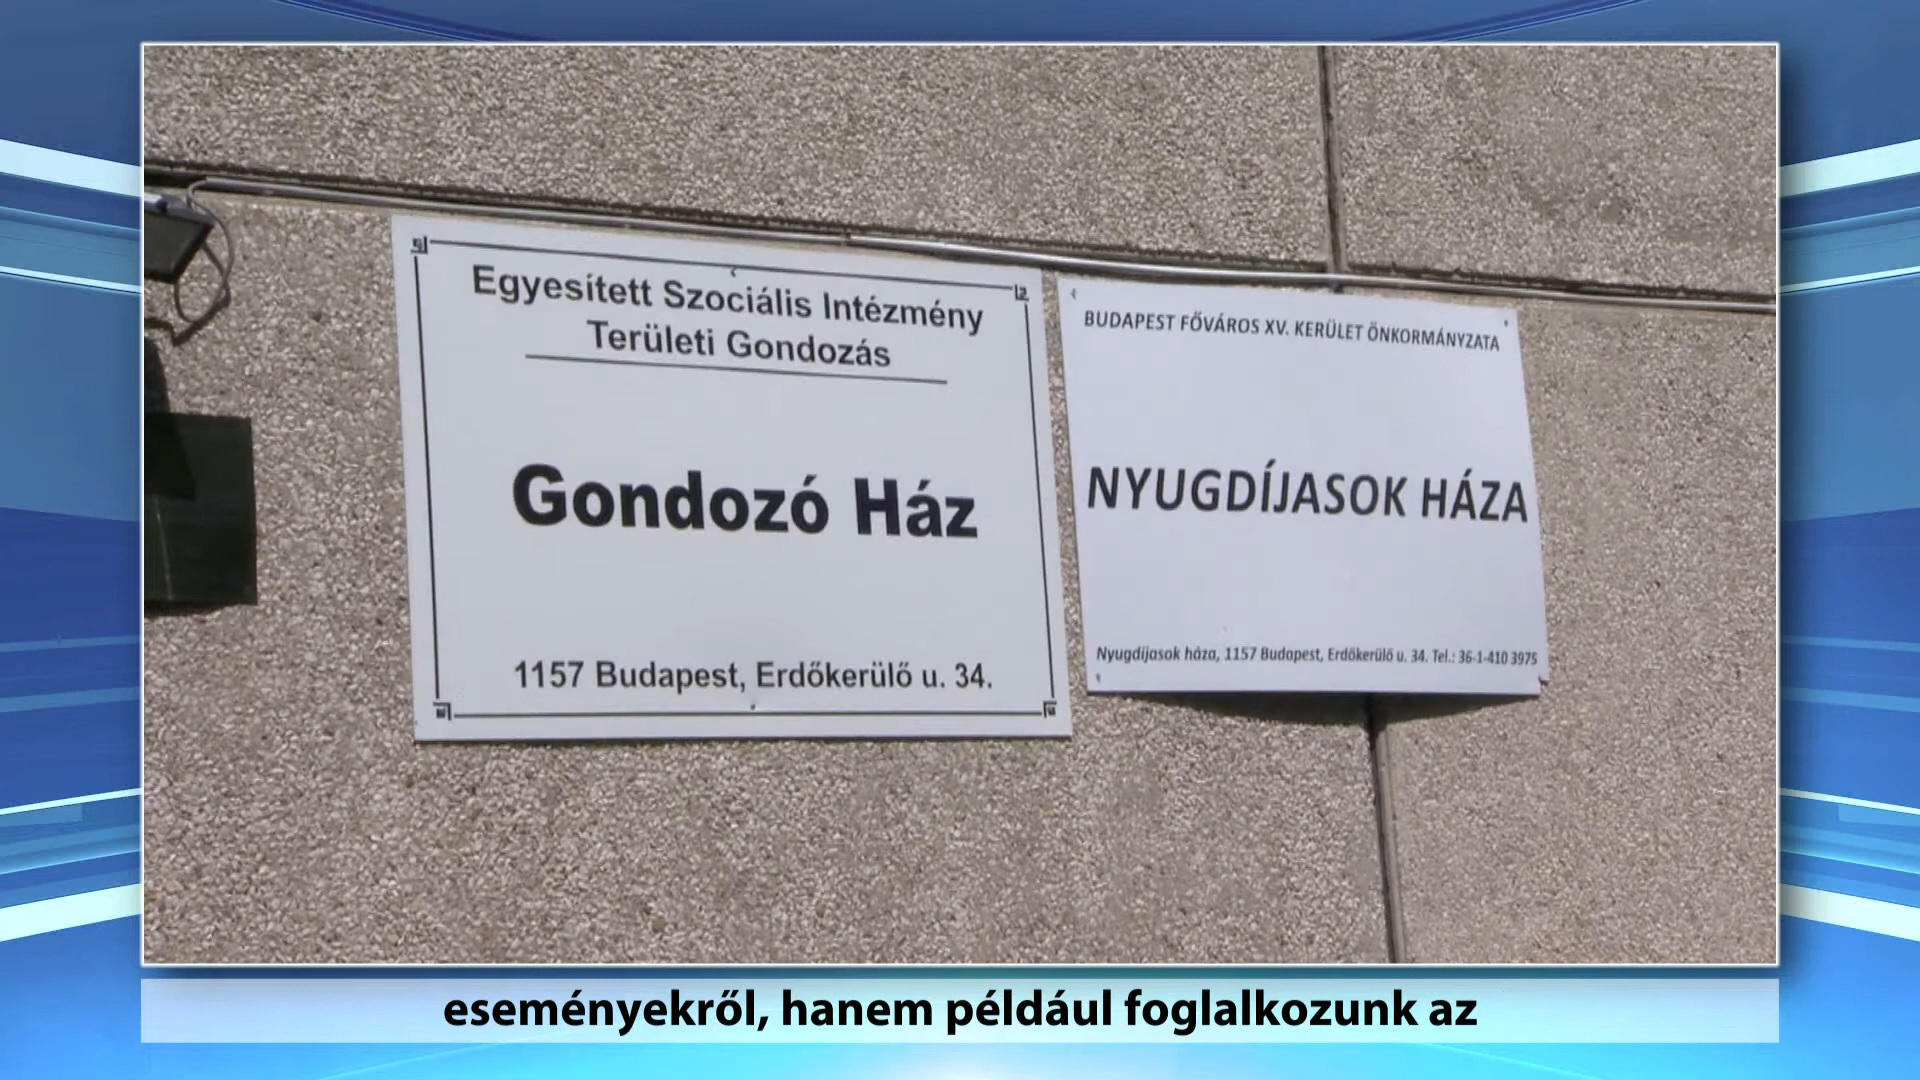 Egyesített Szociális Intézmény
Területi Gondozás
Gondozó Ház
1157 Budapest, Erdőkerülő u. 34.
BUDAPEST FŐVÁROS XV. KERÜLET ÖNKORMÁNYZATA
NYUGDÍJASOK HÁZA
Nyugdíjasok háza, 1157 Budapest, Erdőkerülő u. 34. Tel.: 36-1-410 3975
eseményekről, hanem például foglalkozunk az